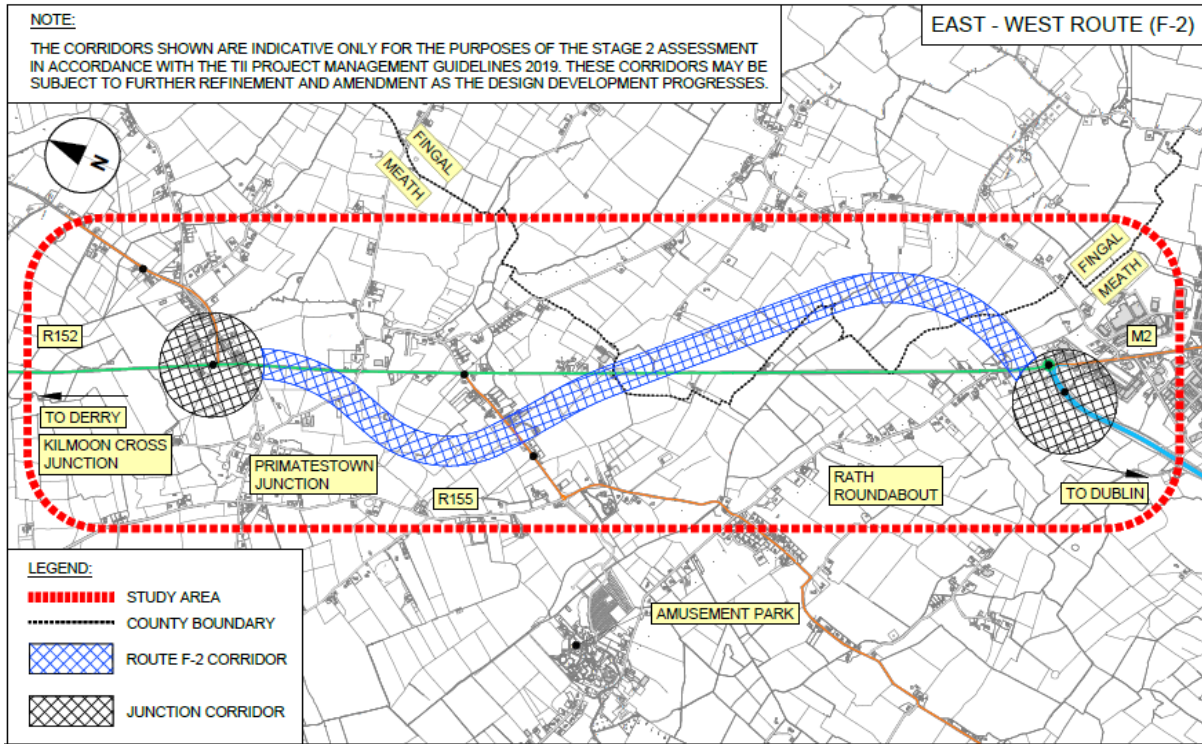 NOTE:
THE CORRIDORS SHOWN ARE INDICATIVE ONLY FOR THE PURPOSES OF THE STAGE 2 ASSESSMENT
IN ACCORDANCE WITH THE TII PROJECT MANAGEMENT GUIDELINES 2019. THESE CORRIDORS MAY BE
SUBJECT TO FURTHER REFINEMENT AND AMENDMENT AS THE DESIGN DEVELOPMENT PROGRESSES.
EAST - WEST ROUTE (F-2)
N
FINGAL
MEATH
FINGAL
MEATH
R152
M2
TO DERRY
KILMOON CROSS
JUNCTION
PRIMATESTOWN
JUNCTION
R155
RATH
ROUNDABOUT
TO DUBLIN
AMUSEMENT PARK
LEGEND:
STUDY AREA
COUNTY BOUNDARY
ROUTE F-2 CORRIDOR
JUNCTION CORRIDOR